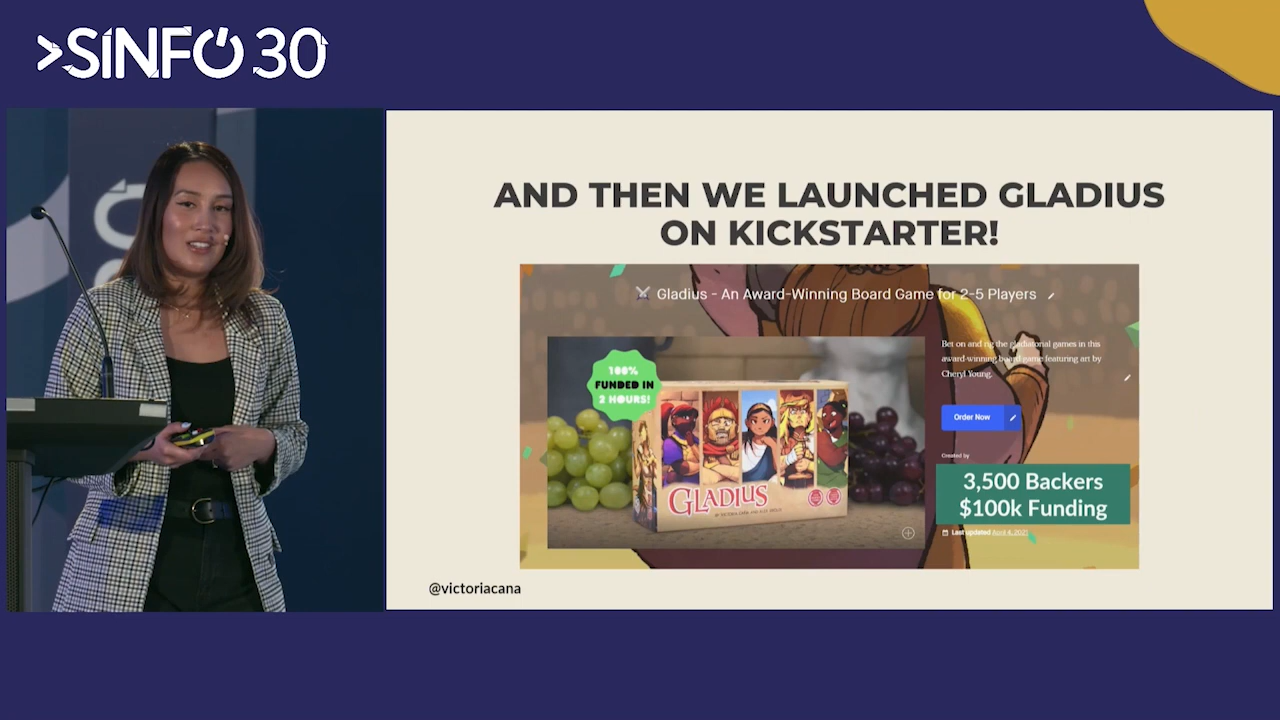 >SINFO 30
AND THEN WE LAUNCHED GLADIUS
ON KICKSTARTER!
Gladius - An Award-Winning Board Game for 2-5 Players
100%
FUNDED IN
2 HOURS!
GLADIUS
Bet on and rig the gladiatorial games in this
award-winning board game featuring art by
Cheryl Young.
Order Now
Created by
3,500 Backers
$100k Funding
Last updated April 4, 2021
@victoriacana